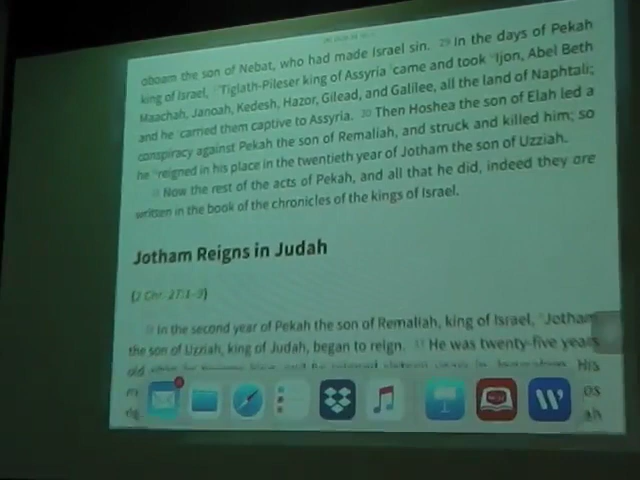 oboam the son of Nebat, who had made Israel sin. 29 In the days of Pekah
king of Israel, Tiglath-Pileser king of Assyria came and took Ijon, Abel Beth
Maachah, Janoah, Kedesh, Hazor, Gilead, and Galilee, all the land of Naphtali;
and he carried them captive to Assyria. 30 Then Hoshea the son of Elah led a
conspiracy against Pekah the son of Remaliah, and struck and killed him; so
he reigned in his place in the twentieth year of Jotham the son of Uzziah.
Now the rest of the acts of Pekah, and all that he did, indeed they are
written in the book of the chronicles of the kings of Israel.
Jotham Reigns in Judah
(2 Chr. 27:1-9)
In the second year of Pekah the son of Remaliah, king of Israel, Jotham
the son of Uzziah, king of Judah, began to reign. He was twenty-five years
old His